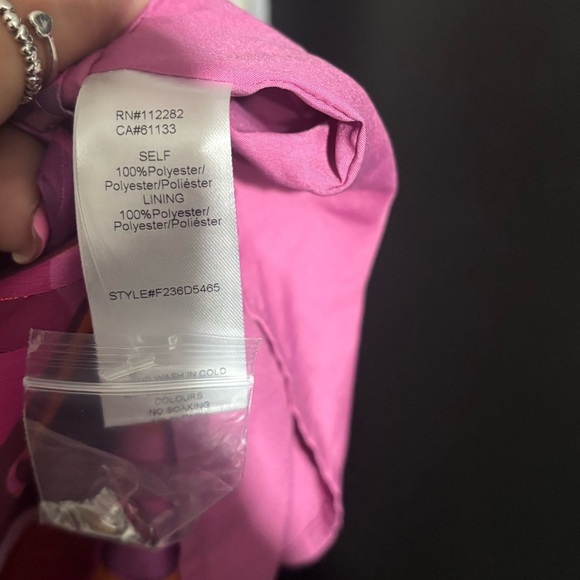 RN#112282
CA#61133
SELF
100%Polyester/
Polyester/Poliéster
LINING
100%Polyester/
Polyester/Poliéster
STYLE#F236D5465
WASH IN COLD
COLOURS
NO SOAKING